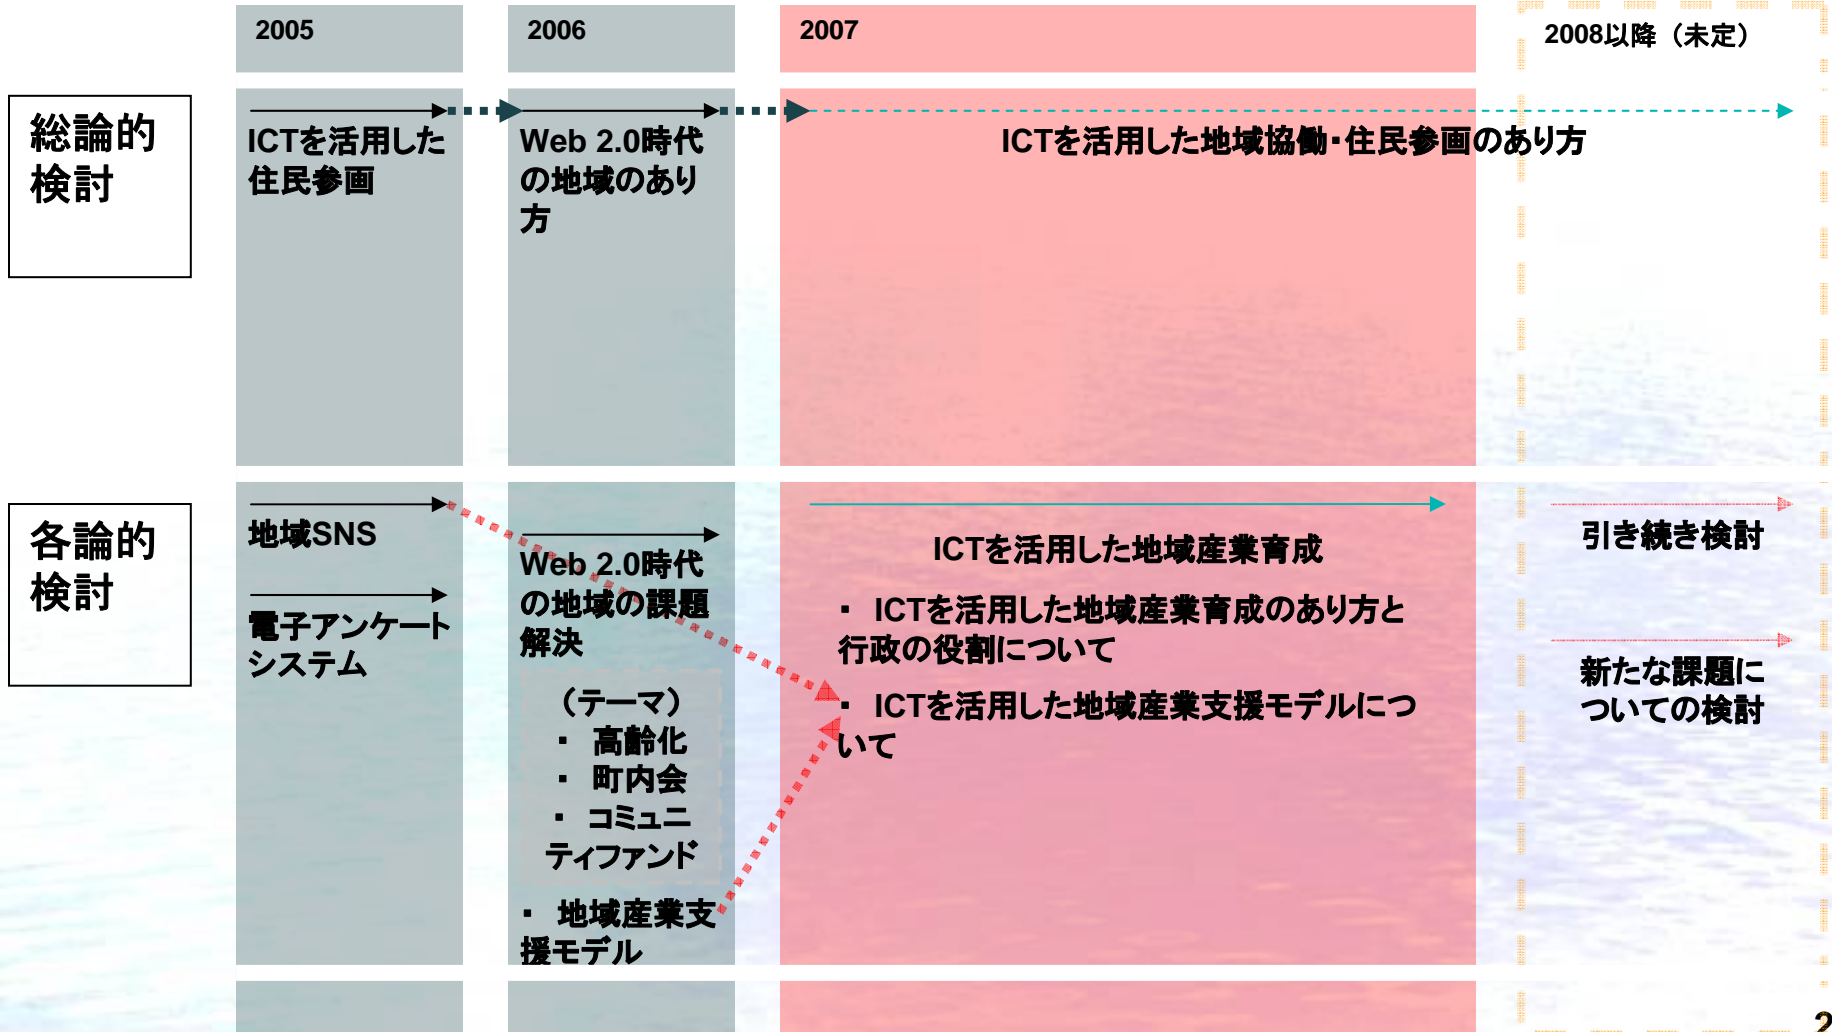 2005
2006
2007
2008以降（未定）
総論的
検討
ICTを活用した
住民参画
Web 2.0時代
の地域のあり
方
ICTを活用した地域協働・住民参画のあり方
各論的
検討
地域SNS
電子アンケート
システム
Web 2.0時代
の地域の課題
解決
（テーマ）
▪ 高齢化
▪ 町内会
▪ コミュニ
ティファンド
▪ 地域産業支
援モデル
ICTを活用した地域産業育成
▪ ICTを活用した地域産業育成のあり方と
行政の役割について
▪ ICTを活用した地域産業支援モデルにつ
いて
引き続き検討
新たな課題に
ついての検討
2